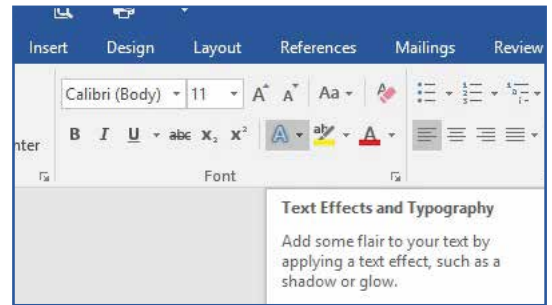 Insert Design Layout References Mailings Review
Calibri (Body) 11 A A Aa
nter B I U abc X₂ X² A ab A
Font
Text Effects and Typography
Add some flair to your text by
applying a text effect, such as a
shadow or glow.